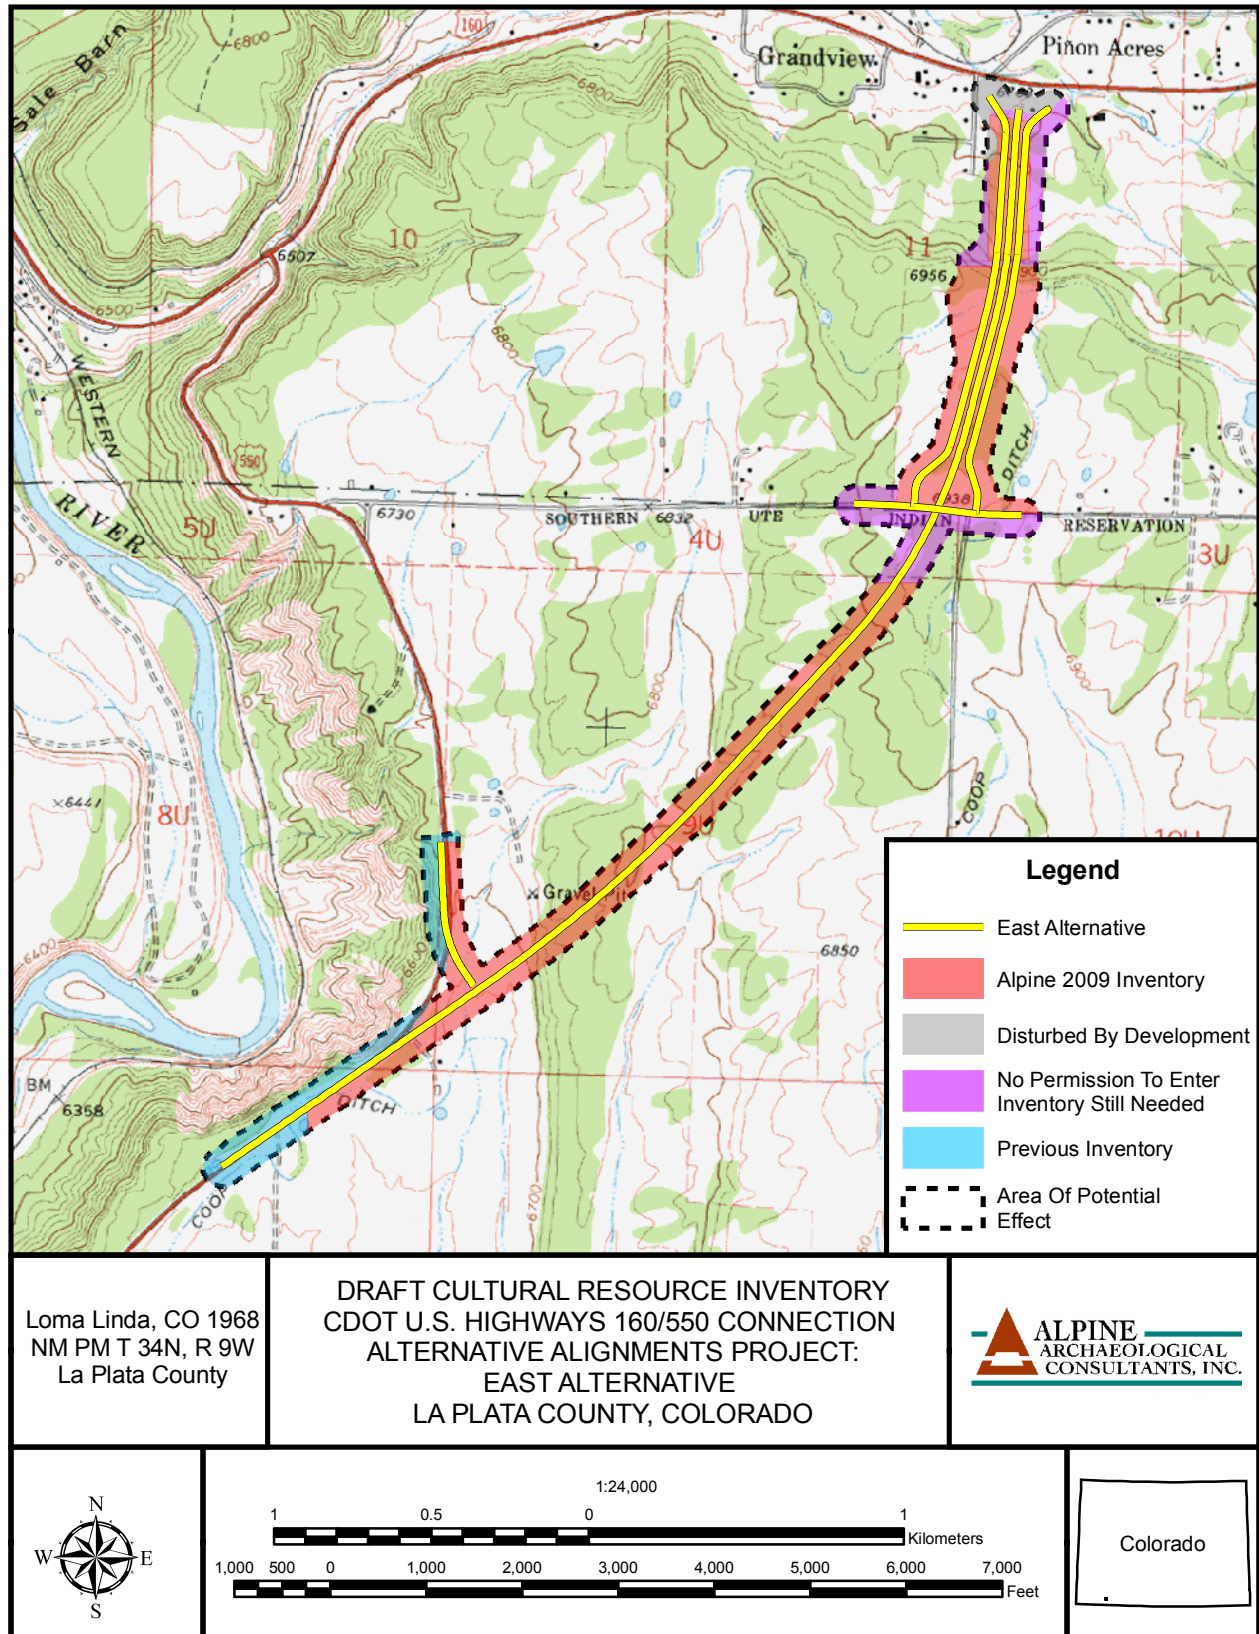 160
6800
Sale Barn
Grandview
Piñon Acres
6800
10
11
6507
6956
6500
6800
WESTERN
550
DITCH
6938
RIVER
5U
6730
SOUTHERN
6832
UTE
INDIAN
RESERVATION
4U
3U
6800
6900
×6441
8U
9U
COOP
Gravel Pit
6600
6850
6400
BM
6358
DITCH
COOP
6700
Legend
East Alternative
Alpine 2009 Inventory
Disturbed By Development
No Permission To Enter
Inventory Still Needed
Previous Inventory
Area Of Potential
Effect
Loma Linda, CO 1968
NM PM T 34N, R 9W
La Plata County
DRAFT CULTURAL RESOURCE INVENTORY
CDOT U.S. HIGHWAYS 160/550 CONNECTION
ALTERNATIVE ALIGNMENTS PROJECT:
EAST ALTERNATIVE
LA PLATA COUNTY, COLORADO
ALPINE
ARCHAEOLOGICAL
CONSULTANTS, INC.
N
W E
S
1:24,000
1 0.5 0 1
Kilometers
1,000 500 0 1,000 2,000 3,000 4,000 5,000 6,000 7,000
Feet
Colorado